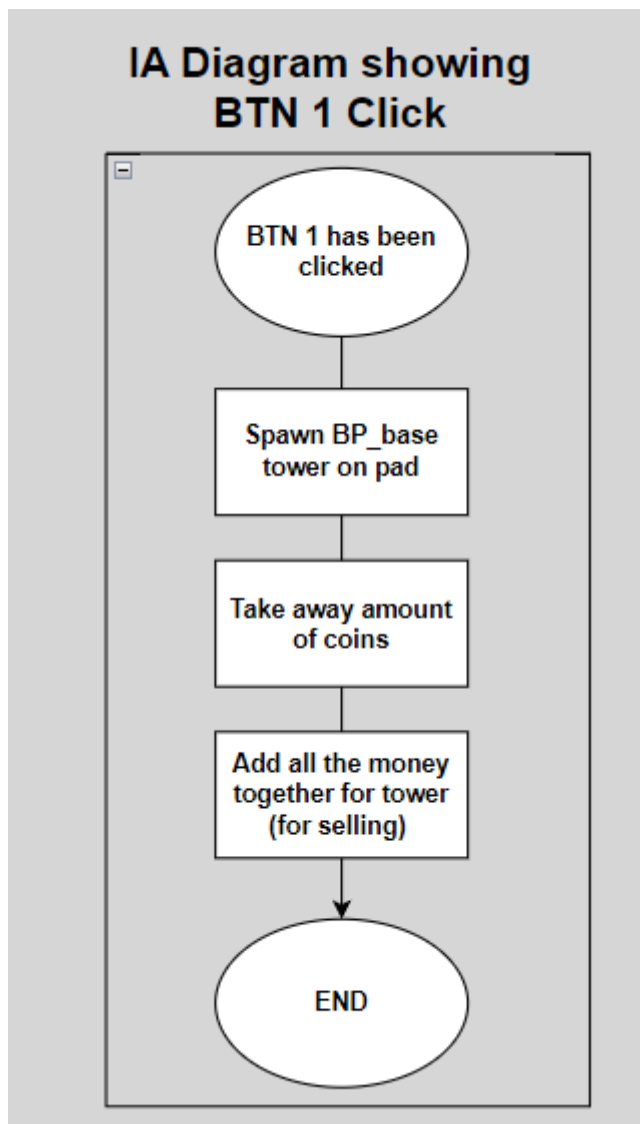 IA Diagram showing
BTN 1 Click
BTN 1 has been
clicked
Spawn BP_base
tower on pad
Take away amount
of coins
Add all the money
together for tower
(for selling)
END